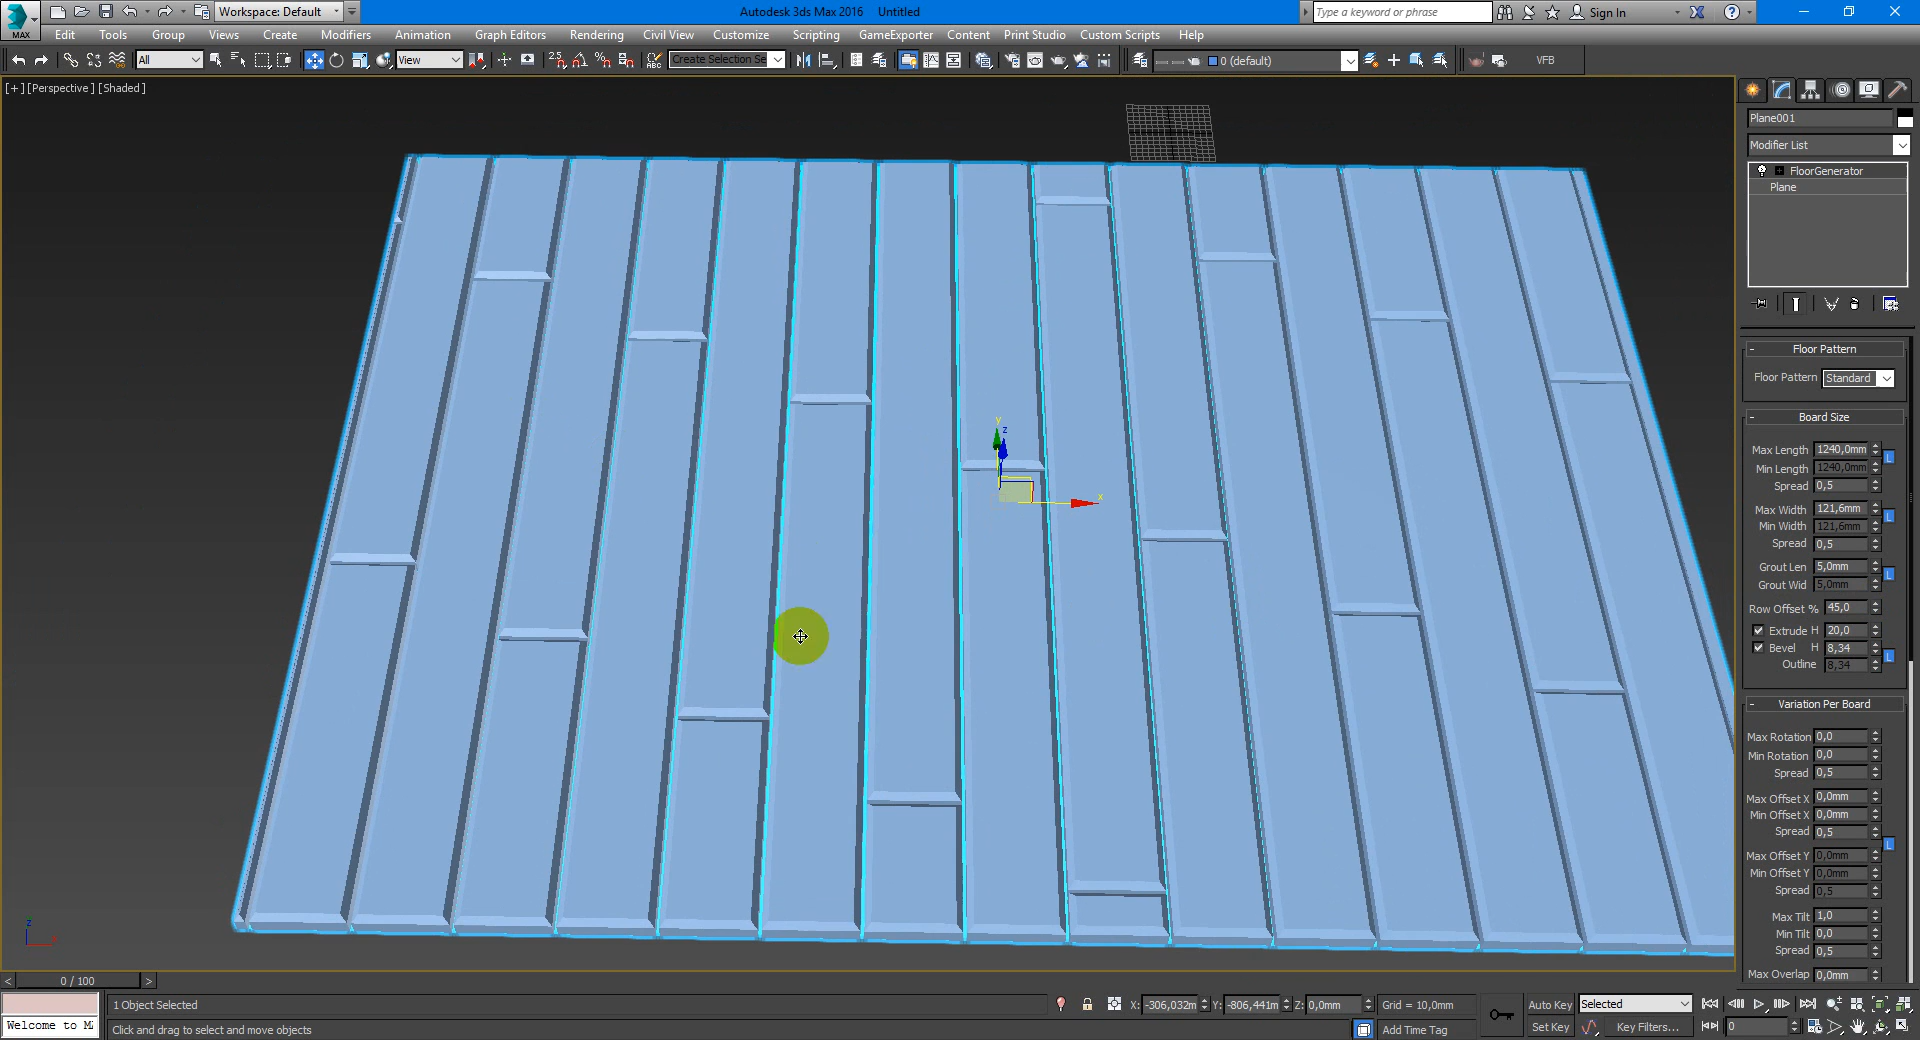 Workspace: Default
Autodesk 3ds Max 2016 Untitled
Type a keyword or phrase
Sign In
MAX
Edit Tools Group Views Create Modifiers Animation Graph Editors Rendering Civil View Customize Scripting GameExporter Content Print Studio Custom Scripts Help
All
View
2.5
Create Selection Se
0 (default)
VFB
[+] [Perspective] [Shaded]
Plane001
Modifier List
FloorGenerator
Plane
Floor Pattern
Floor Pattern Standard
Board Size
Max Length 1240,0mm
L
Min Length 1240,0mm
Spread 0,5
Max Width 121,6mm
L
Min Width 121,6mm
Spread 0,5
Grout Len 5,0mm
L
Grout Wid 5,0mm
Row Offset % 45,0
Extrude H 20,0
Bevel H 8,34
L
Outline 8,34
Variation Per Board
Max Rotation 0,0
Min Rotation 0,0
Spread 0,5
Max Offset X 0,0mm
Min Offset X 0,0mm
Spread 0,5
L
Max Offset Y 0,0mm
Min Offset Y 0,0mm
Spread 0,5
Max Tilt 1,0
Min Tilt 0,0
Spread 0,5
Max Overlap 0,0mm
y
z
x
z
< 0 / 100 >
1 Object Selected
X: -306,032m Y: -806,441m Z: 0,0mm Grid = 10,0mm
Auto Key Selected
Welcome to M
Click and drag to select and move objects
Add Time Tag
Set Key Key Filters... 0